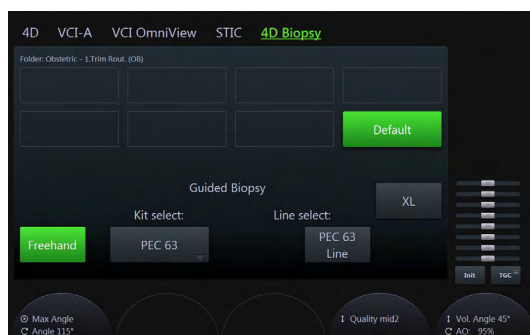 4D VCI-A VCI OmniView STIC 4D Biopsy
Folder: Obstetric - 1.Trim Rout. (OB)
Default
Guided Biopsy
XL
Kit select: Line select:
Freehand PEC 63 PEC 63
Line
Init TGC
Max Angle Quality mid2 Vol. Angle 45°
Angle 115° AO: 95%